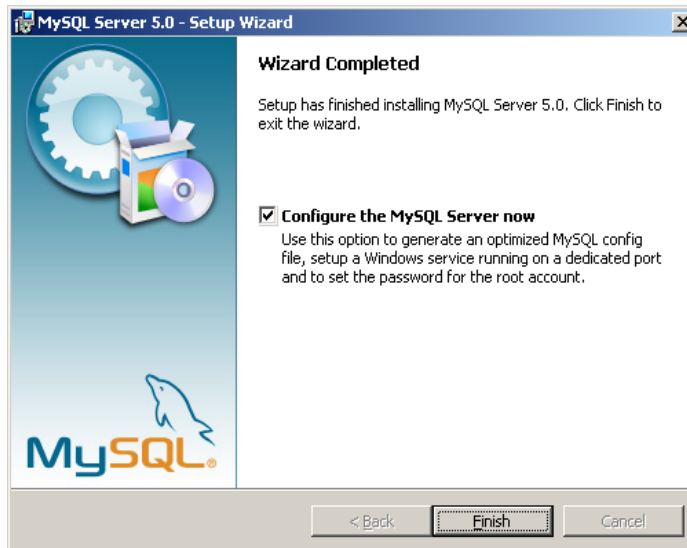 MySQL Server 5.0 - Setup Wizard
Wizard Completed
Setup has finished installing MySQL Server 5.0. Click Finish to
exit the wizard.
Configure the MySQL Server now
Use this option to generate an optimized MySQL config
file, setup a Windows service running on a dedicated port
and to set the password for the root account.
MySQL®
< Back
Finish
Cancel